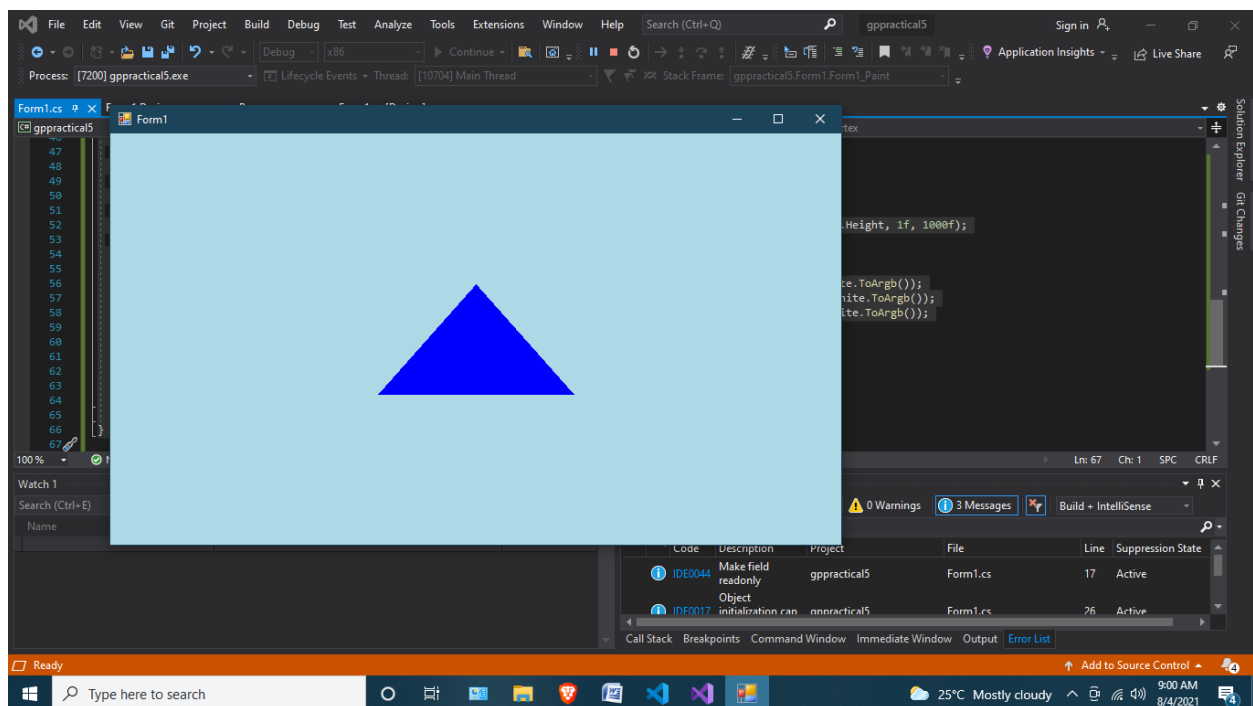 File Edit View Git Project Build Debug Test Analyze Tools Extensions Window Help Search (Ctrl+Q) gppractical5 Sign in
Debug x86 Continue Application Insights Live Share
Process: [7200] gppractical5.exe Lifecycle Events Thread: [10704] Main Thread Stack Frame: gppractical5.Form1.Form1_Paint
Form1.cs
Form1
gppractical5
47
48
49
50
51
52 .Height, 1f, 1000f);
53
54
55
56 te.ToArgb());
57 hite.ToArgb());
58 ite.ToArgb());
59
60
61
62
63
64
65
66 }
67
Solution Explorer
Git Changes
100 % Ln: 67 Ch: 1 SPC CRLF
Watch 1
Search (Ctrl+E) 0 Warnings 3 Messages Build + IntelliSense
Name
Code Description Project File Line Suppression State
IDE0044 Make field readonly gppractical5 Form1.cs 17 Active
IDE0017 Object initialization can gppractical5 Form1.cs 26 Active
Call Stack Breakpoints Command Window Immediate Window Output Error List
Ready Add to Source Control 4
Type here to search 25°C Mostly cloudy 9:00 AM
8/4/2021 4